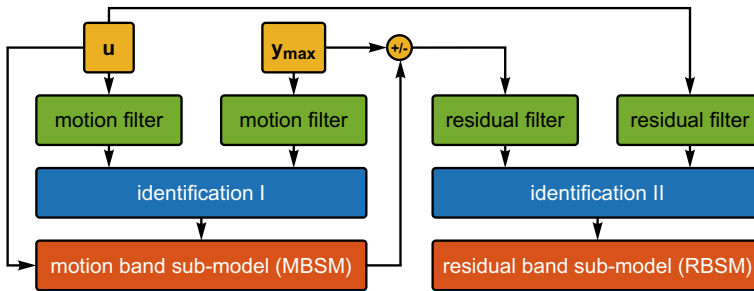 u
ymax
+/-
motion filter
motion filter
residual filter
residual filter
identification I
identification II
motion band sub-model (MBSM)
residual band sub-model (RBSM)